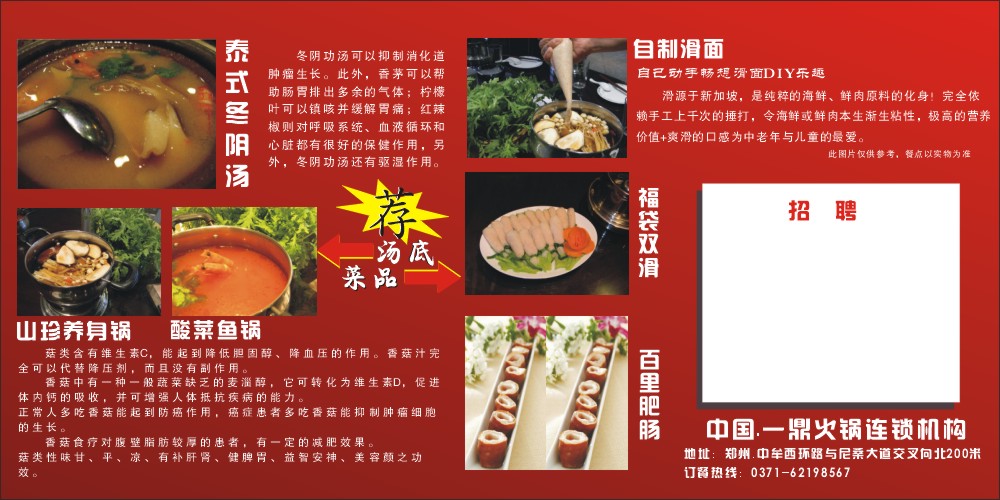 泰式冬阴汤
冬阴功汤可以抑制消化道
肿瘤生长。此外，香茅可以帮
助肠胃排出多余的气体；柠檬
叶可以镇咳并缓解胃痛；红辣
椒则对呼吸系统、血液循环和
心脏都有很好的保健作用，另
外，冬阴功汤还有驱湿作用。
荐
汤底
菜品
山珍养身锅
酸菜鱼锅
菇类含有维生素C，能起到降低胆固醇、降血压的作用。香菇汁完
全可以代替降压剂，而且没有副作用。
香菇中有一种一般蔬菜缺乏的麦淄醇，它可转化为维生素D，促进
体内钙的吸收，并可增强人体抵抗疾病的能力。
正常人多吃香菇能起到防癌作用，癌症患者多吃香菇能抑制肿瘤细胞
的生长。
香菇食疗对腹壁脂肪较厚的患者，有一定的减肥效果。
菇类性味甘、平、凉、有补肝肾、健脾胃、益智安神、美容颜之功
效。
自制滑面
自己动手畅想滑面DIY乐趣
滑源于新加坡，是纯粹的海鲜、鲜肉原料的化身！完全依
赖手工上千次的捶打，令海鲜或鲜肉本生渐生粘性，极高的营养
价值+爽滑的口感为中老年与儿童的最爱。
此图片仅供参考，餐点以实物为准
福袋双滑
百里肥肠
招 聘
中国.一鼎火锅连锁机构
地址：郑州.中牟西环路与尼桑大道交叉向北200米
订餐热线：0371-62198567